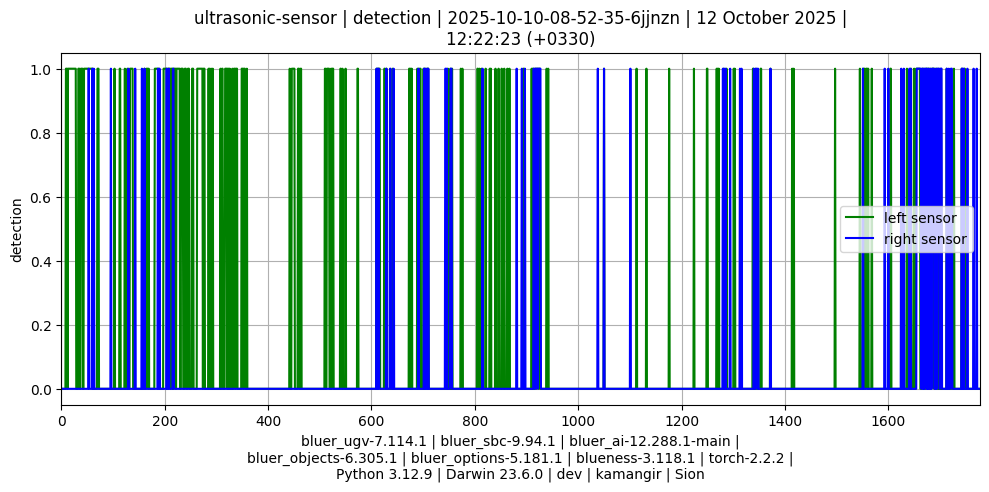 ultrasonic-sensor | detection | 2025-10-10-08-52-35-6jjnzn | 12 October 2025 |
12:22:23 (+0330)
1.0
0.8
0.6
0.4
0.2
0.0
detection
left sensor
right sensor
0 200 400 600 800 1000 1200 1400 1600
bluer_ugv-7.114.1 | bluer_sbc-9.94.1 | bluer_ai-12.288.1-main |
bluer_objects-6.305.1 | bluer_options-5.181.1 | blueness-3.118.1 | torch-2.2.2 |
Python 3.12.9 | Darwin 23.6.0 | dev | kamangir | Sion